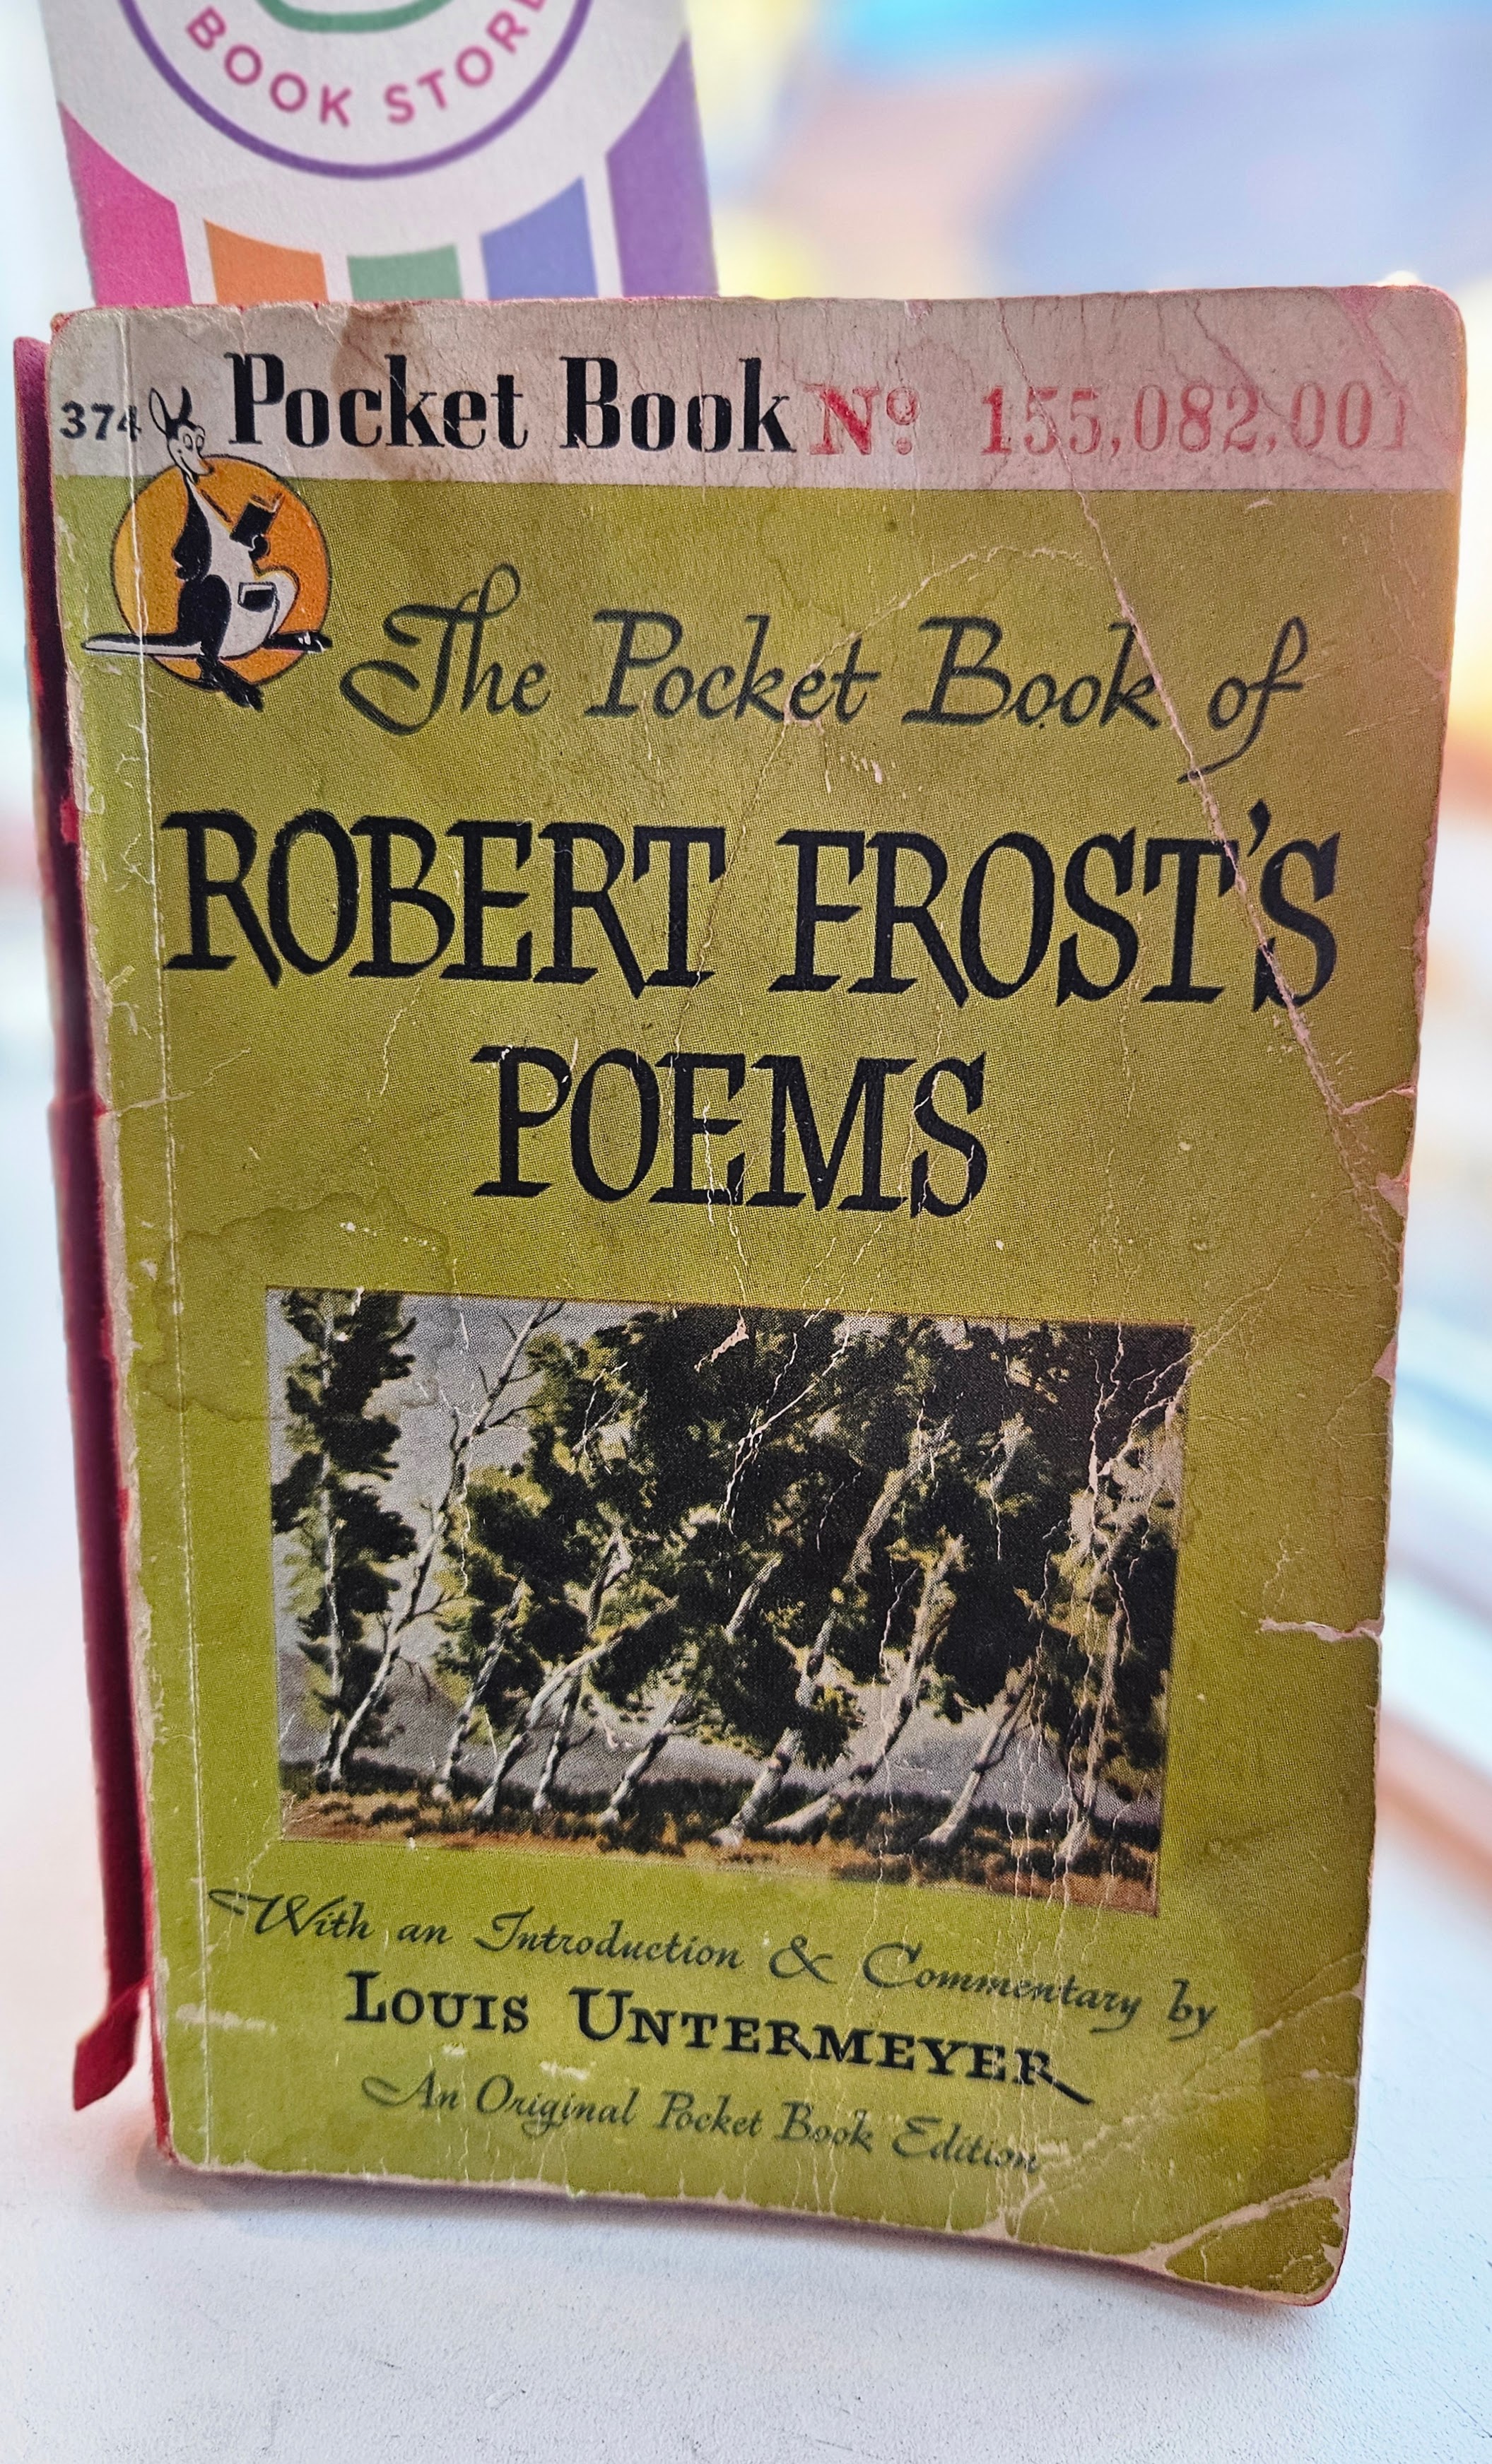 BOOK STORE
374 Pocket Book Nº 155,082,001
The Pocket Book of
ROBERT FROST'S
POEMS
With an Introduction & Commentary by
LOUIS UNTERMEYER
An Original Pocket Book Edition